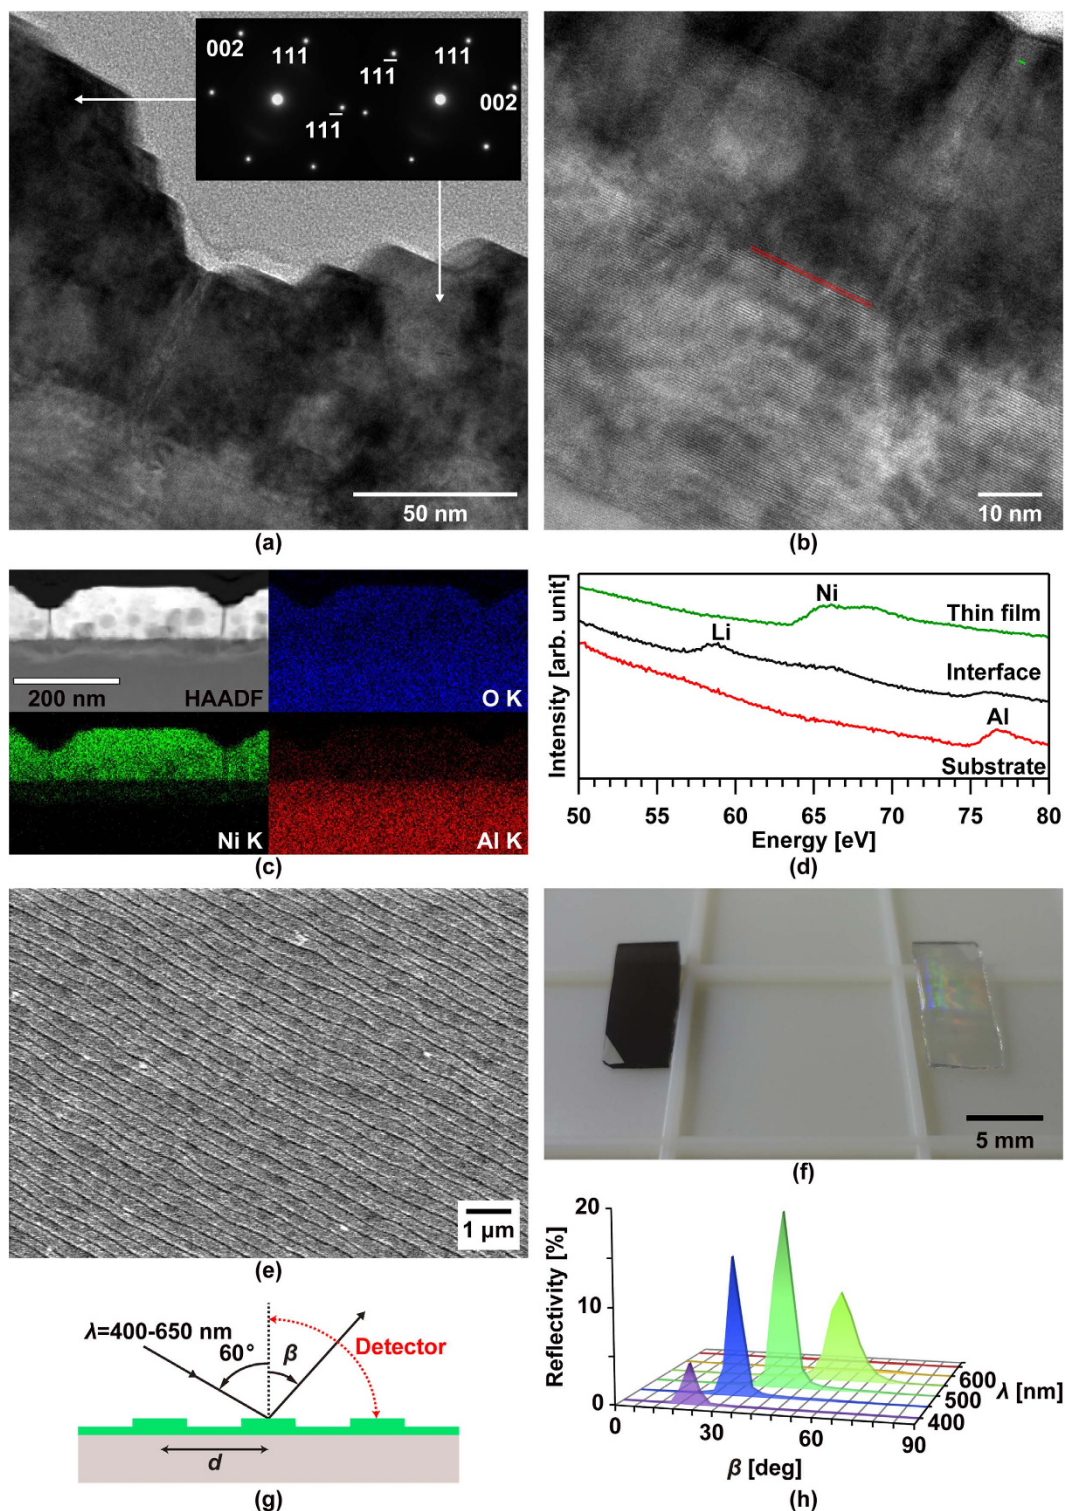 002
111
111̅
111̅
111
002
50 nm
(a)
10 nm
(b)
200 nm
HAADF
O K
Ni K
Al K
(c)
Intensity [arb. unit]
Ni
Thin film
Li
Interface
Al
Substrate
50 55 60 65 70 75 80
Energy [eV]
(d)
1 μm
(e)
5 mm
(f)
λ=400-650 nm
60°
β
Detector
d
(g)
Reflectivity [%]
20
10
0
0 30 60 90
β [deg]
400
500
600
λ [nm]
(h)